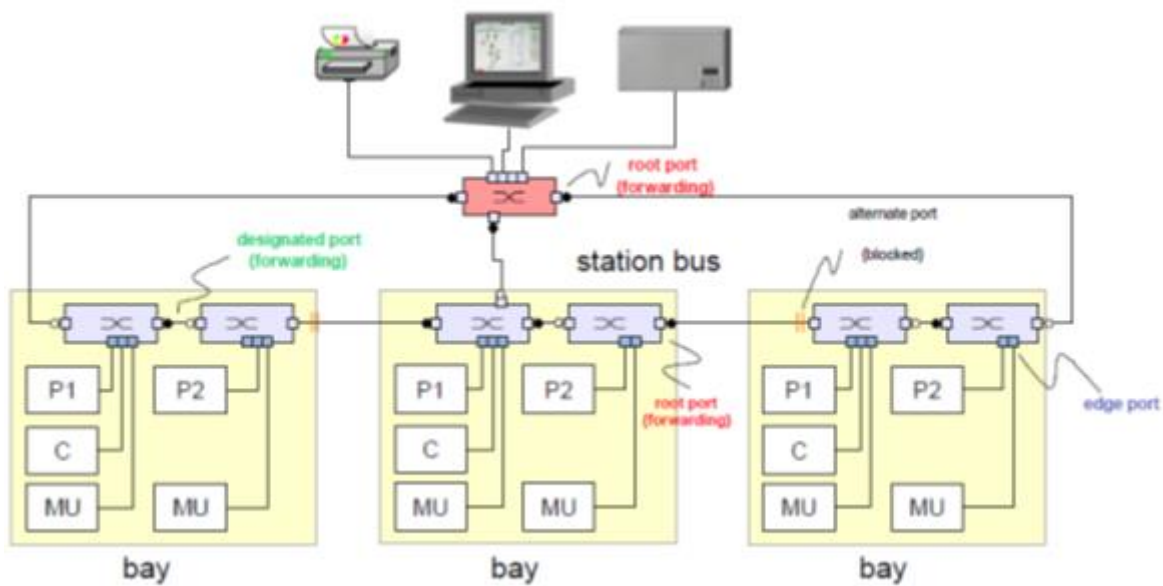 root port
(forwarding)
alternate port
designated port
(forwarding)
station bus
(blocked)
P1
P2
P1
P2
P1
P2
root port
(forwarding)
edge port
C
C
C
MU
MU
MU
MU
MU
MU
bay
bay
bay